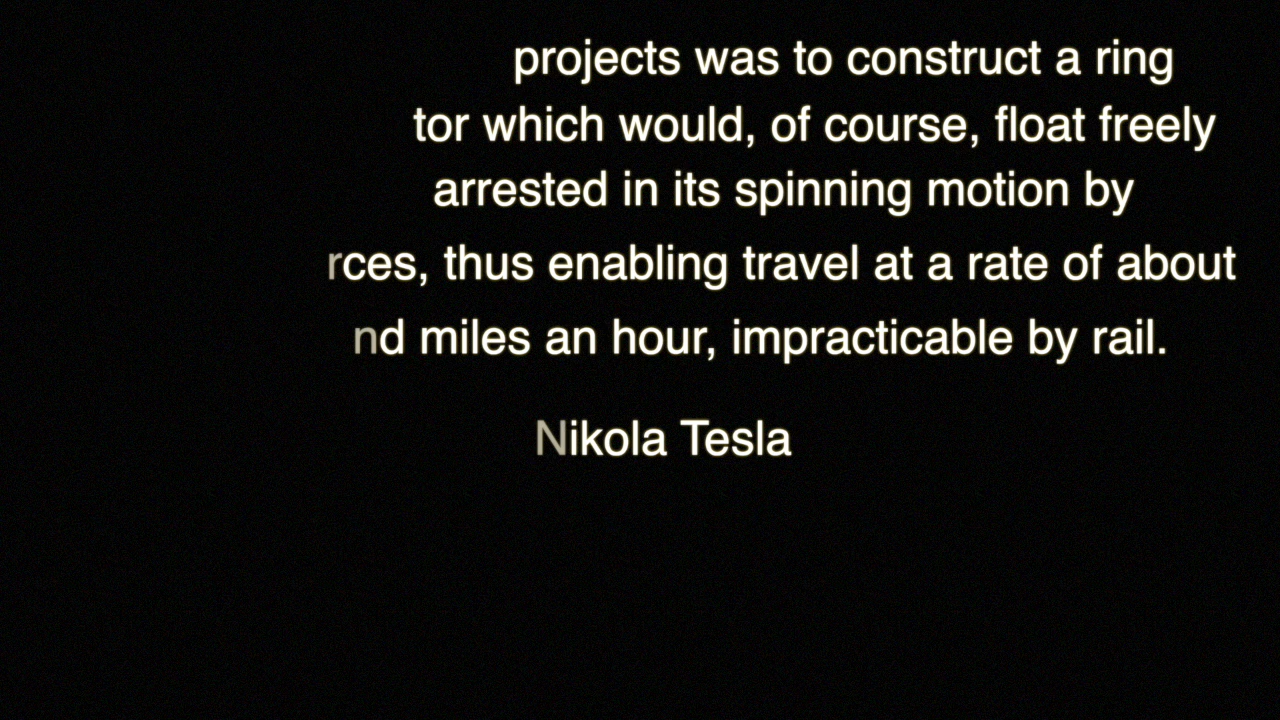 projects was to construct a ring
tor which would, of course, float freely
arrested in its spinning motion by
rces, thus enabling travel at a rate of about
nd miles an hour, impracticable by rail.
Nikola Tesla